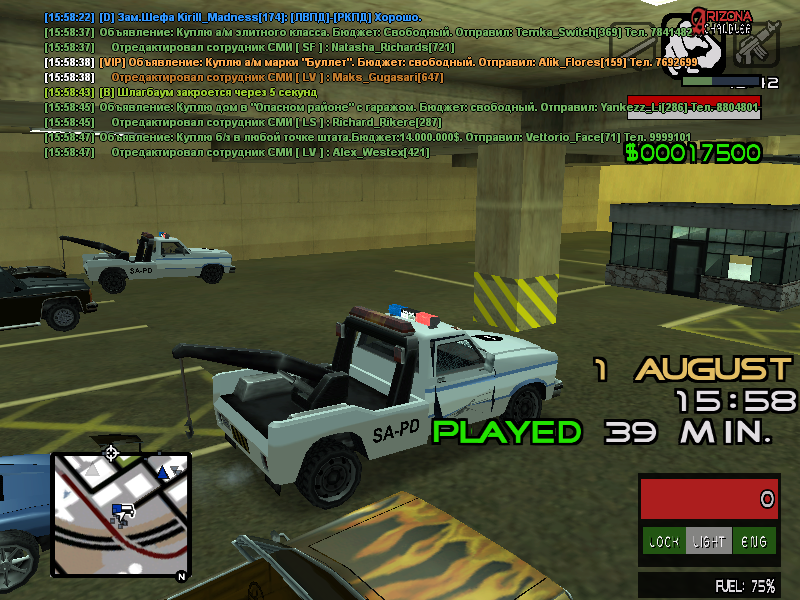 [15:58:22] [D] Зам.Шефа Kirill_Madness[174]: [ЛВПД]-[РКПД] Хорошо.
[15:58:37] Объявление: Куплю а/м элитного класса. Бюджет: Свободный. Отправил: Temka_Switch[369] Тел. 7841482
[15:58:37] Отредактировал сотрудник СМИ [ SF ] : Natasha_Richards[721]
[15:58:38] [VIP] Объявление: Куплю а/м марки "Буллет". Бюджет: свободный. Отправил: Alik_Flores[159] Тел. 7692699
[15:58:38] Отредактировал сотрудник СМИ [ LV ] : Maks_Gugasari[647]
[15:58:43] [B] Шлагбаум закроется через 5 секунд
[15:58:45] Объявление: Куплю дом в "Опасном районе" с гаражом. Бюджет: свободный. Отправил: Yankezz_Li[286] Тел. 8804801
[15:58:45] Отредактировал сотрудник СМИ [ LS ] : Richard_Rikere[287]
[15:58:47] Объявление: Куплю б/з в любой точке штата.Бюджет:14.000.000$. Отправил: Vettorio_Face[71] Тел. 9999101
[15:58:47] Отредактировал сотрудник СМИ [ LV ] : Alex_Westex[421]
ARIZONA
CHANDLER
$00017500
SA-PD
1 AUGUST
15:58
SA-PD
PLAYED 39 MIN.
0
LOCK LIGHT ENG
N
FUEL: 75%